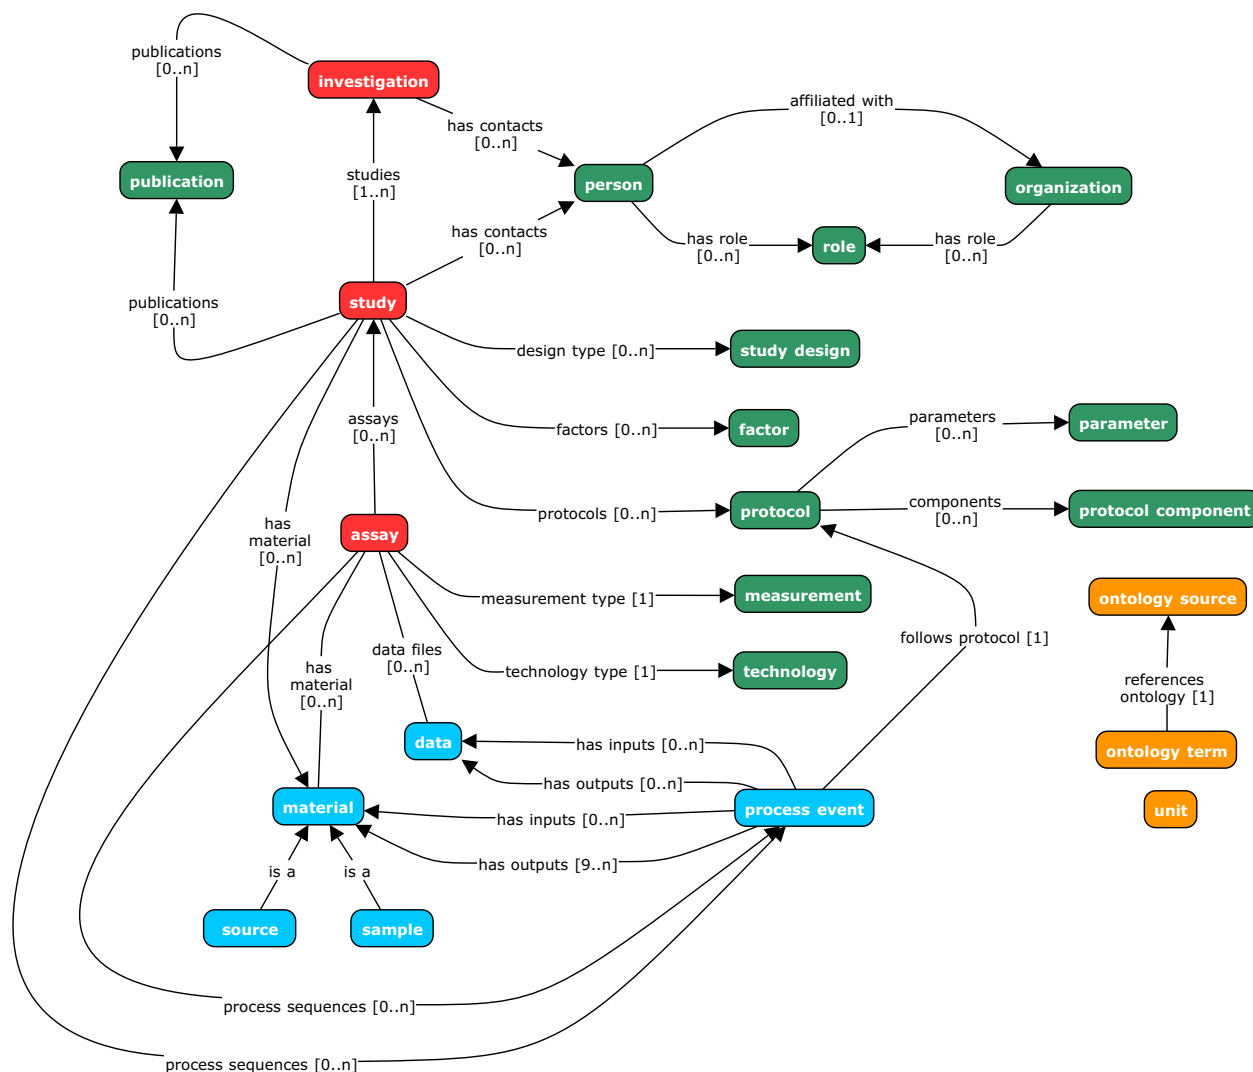 publications
[0..n]
investigation
has contacts
[0..n]
affiliated with
[0..1]
publication
studies
[1..n]
person
organization
has contacts
[0..n]
has role
[0..n]
role
has role
[0..n]
publications
[0..n]
study
design type [0..n]
study design
assays
[0..n]
factors [0..n]
factor
parameters
[0..n]
parameter
has
material
[0..n]
protocols [0..n]
protocol
components
[0..n]
protocol component
assay
measurement type [1]
measurement
ontology source
follows protocol [1]
has
material
[0..n]
data files
[0..n]
technology type [1]
technology
references
ontology [1]
data
has inputs [0..n]
ontology term
has outputs [0..n]
material
has inputs [0..n]
process event
unit
has outputs [9..n]
is a
is a
source
sample
process sequences [0..n]
process sequences [0..n]